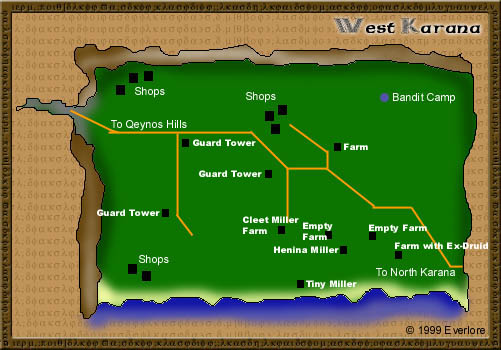 West Karana
Shops
Shops
Bandit Camp
To Qeynos Hills
Guard Tower
Farm
Guard Tower
Guard Tower
Cleet Miller
Farm
Empty
Farm
Empty Farm
Henina Miller
Farm with Ex-Druid
Shops
To North Karana
Tiny Miller
© 1999 Everlore